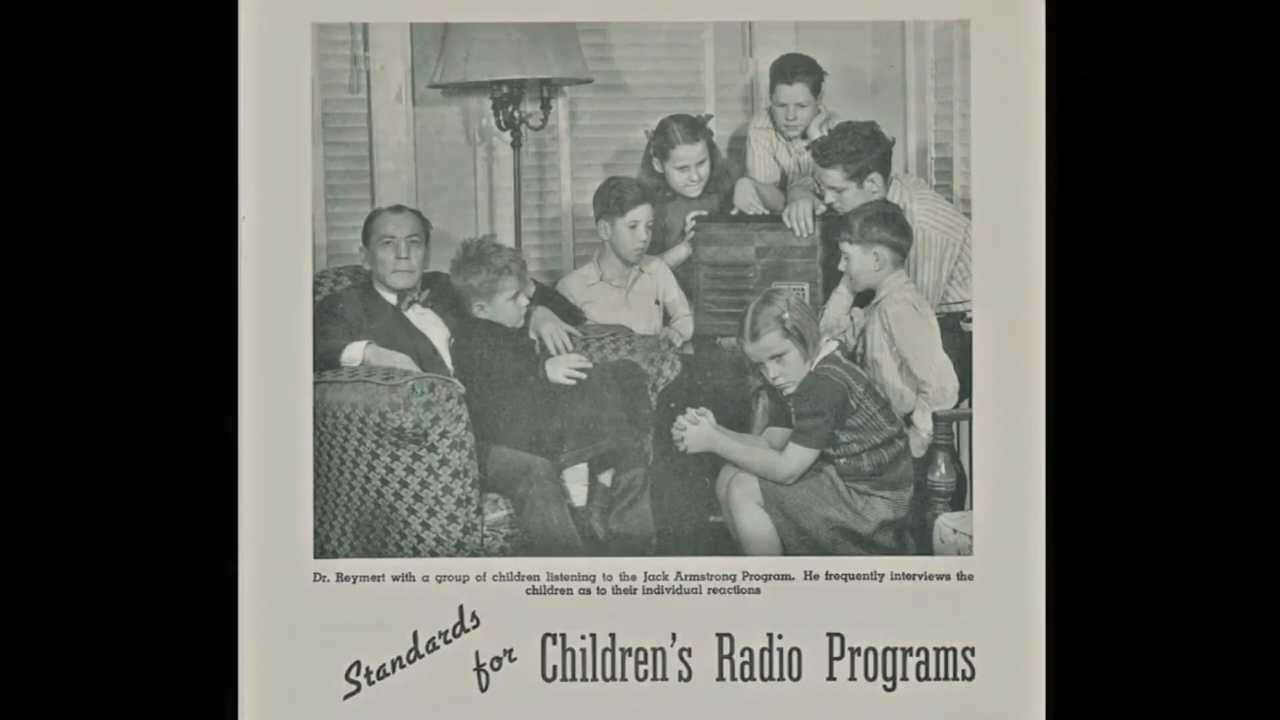 Dr. Reymert with a group of children listening to the Jack Armstrong Program. He frequently interviews the
children as to their individual reactions
Standards
for Children's Radio Programs